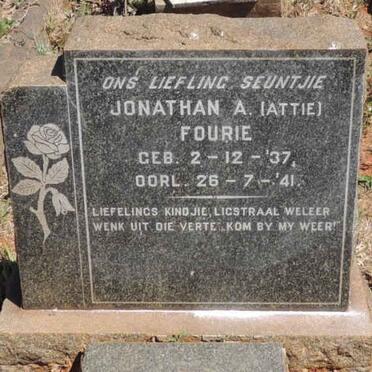 ONS LIEFLING SEUNTJIE
JONATHAN A. (ATTIE)
FOURIE
GEB. 2-12-'37,
OORL. 26-7-'41.
LIEFELINGS KINDJIE, LIGSTRAAL WELEER
WENK UIT DIE VERTE „KOM BY MY WEER!